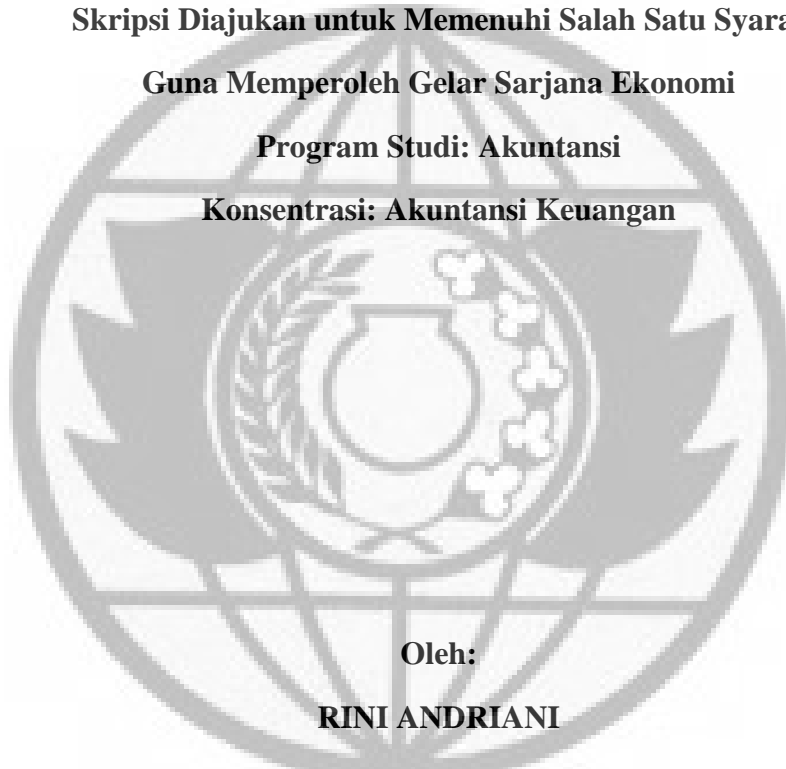 Skripsi Diajukan untuk Memenuhi Salah Satu Syara
Guna Memperoleh Gelar Sarjana Ekonomi
Program Studi: Akuntansi
Konsentrasi: Akuntansi Keuangan
Oleh:
RINI ANDRIANI